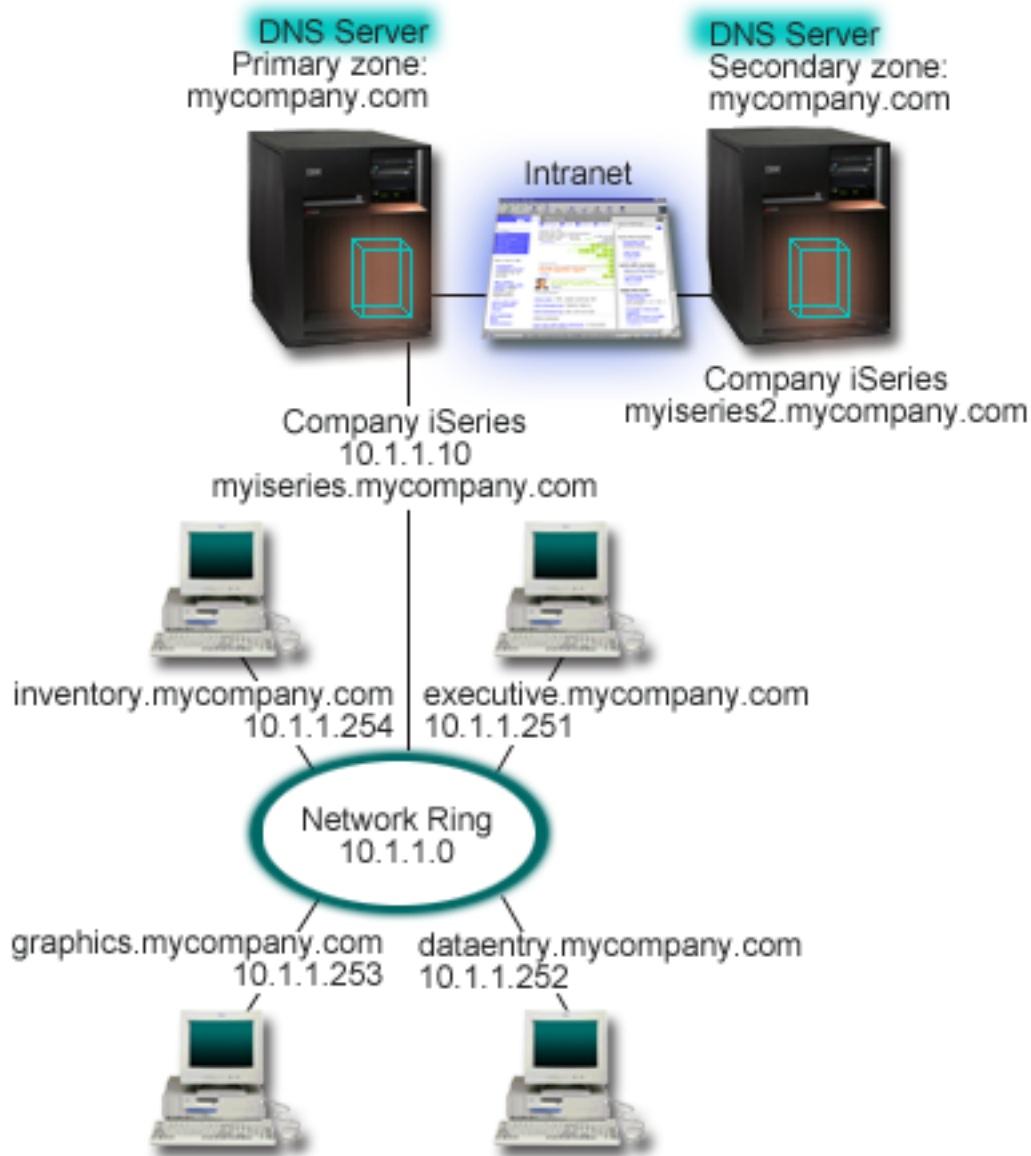 DNS Server
Primary zone:
mycompany.com
DNS Server
Secondary zone:
mycompany.com
Intranet
Company iSeries
myiseries2.mycompany.com
Company iSeries
10.1.1.10
myiseries.mycompany.com
inventory.mycompany.com
10.1.1.254
executive.mycompany.com
10.1.1.251
Network Ring
10.1.1.0
graphics.mycompany.com
10.1.1.253
dataentry.mycompany.com
10.1.1.252